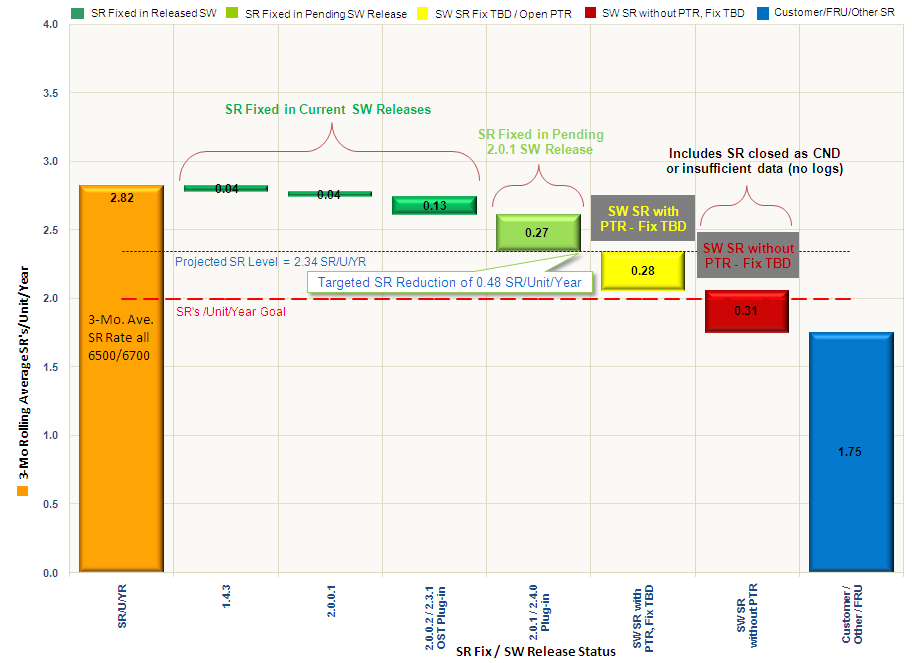 SR Fixed in Released SW
SR Fixed in Pending SW Release
SW SR Fix TBD / Open PTR
SW SR without PTR, Fix TBD
Customer/FRU/Other SR
4.0
3.5
3.0
2.5
2.0
1.5
1.0
0.5
0.0
3-Mo Rolling Average SR's/Unit/Year
SR Fixed in Current SW Releases
SR Fixed in Pending
2.0.1 SW Release
Includes SR closed as CND
or insufficient data (no logs)
2.82
0.04
0.04
0.13
0.27
SW SR with
PTR - Fix TBD
SW SR without
PTR - Fix TBD
Projected SR Level = 2.34 SR/U/YR
Targeted SR Reduction of 0.48 SR/Unit/Year
0.28
SR's /Unit/Year Goal
0.31
3-Mo. Ave.
SR Rate all
6500/6700
1.75
SR/U/YR
1.4.3
2.0.0.1
2.0.0.2 / 2.3.1
OST Plug-in
2.0.1 / 2.4.0
Plug-in
SW SR with
PTR, Fix TBD
SW SR
without PTR
Customer /
Other / FRU
SR Fix / SW Release Status